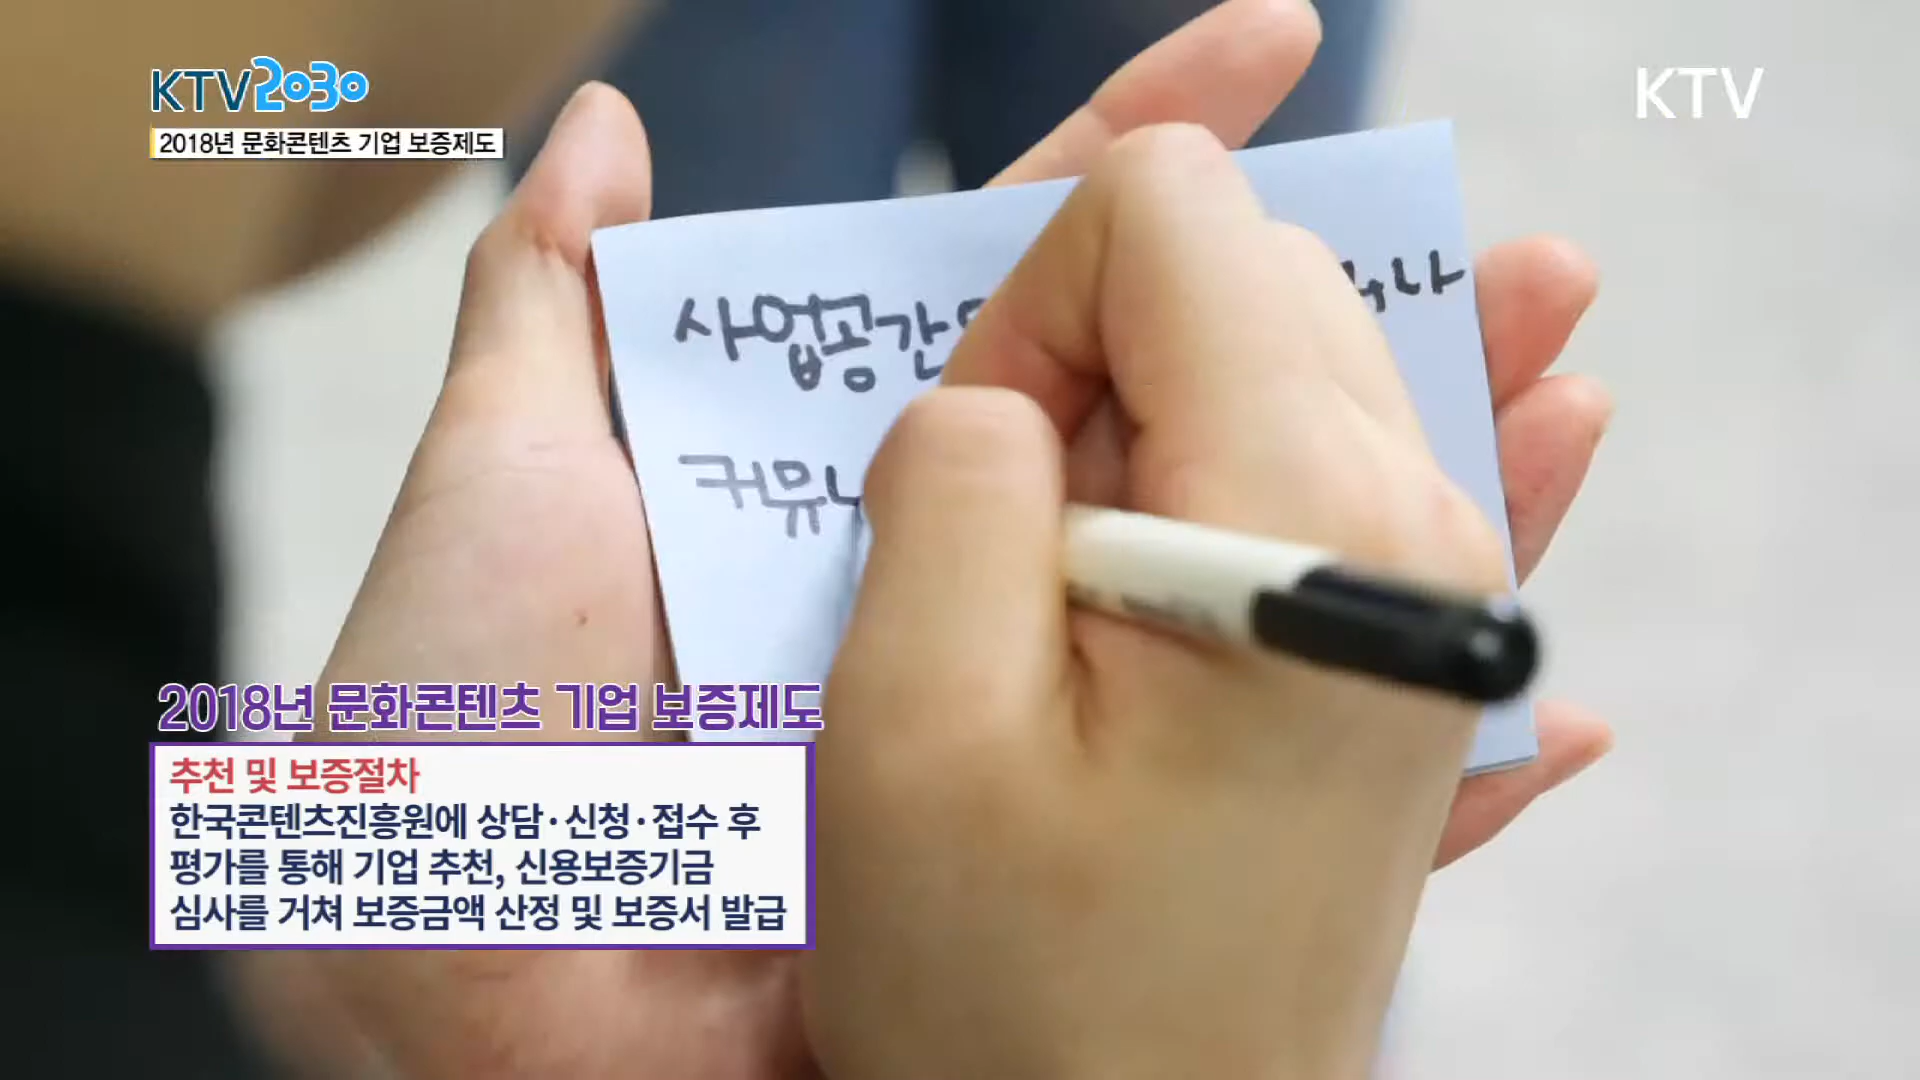 KTV2030
KTV
2018년 문화콘텐츠 기업 보증제도
사업공간
커뮤니
2018년 문화콘텐츠 기업 보증제도
추천 및 보증절차
한국콘텐츠진흥원에 상담·신청·접수 후
평가를 통해 기업 추천, 신용보증기금
심사를 거쳐 보증금액 산정 및 보증서 발급